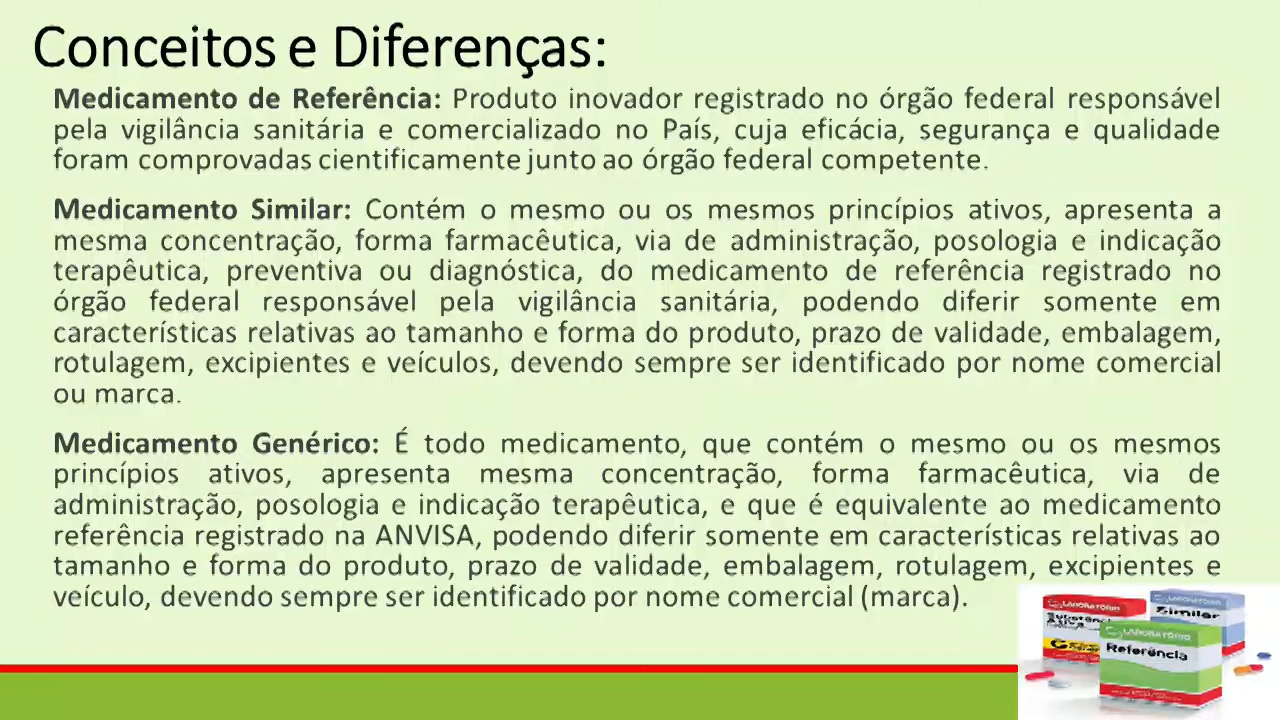 Conceitos e Diferenças:
Medicamento de Referência: Produto inovador registrado no órgão federal responsável
pela vigilância sanitária e comercializado no País, cuja eficácia, segurança e qualidade
foram comprovadas cientificamente junto ao órgão federal competente.
Medicamento Similar: Contém o mesmo ou os mesmos princípios ativos, apresenta a
mesma concentração, forma farmacêutica, via de administração, posologia e indicação
terapêutica, preventiva ou diagnóstica, do medicamento de referência registrado no
órgão federal responsável pela vigilância sanitária, podendo diferir somente em
características relativas ao tamanho e forma do produto, prazo de validade, embalagem,
rotulagem, excipientes e veículos, devendo sempre ser identificado por nome comercial
ou marca.
Medicamento Genérico: É todo medicamento, que contém o mesmo ou os mesmos
princípios ativos, apresenta mesma concentração, forma farmacêutica, via de
administração, posologia e indicação terapêutica, e que é equivalente ao medicamento
referência registrado na ANVISA, podendo diferir somente em características relativas ao
tamanho e forma do produto, prazo de validade, embalagem, rotulagem, excipientes e
veículo, devendo sempre ser identificado por nome comercial (marca).
LABORATÓRIO
LABORATÓRIO
Similar
LABORATÓRIO
Referência